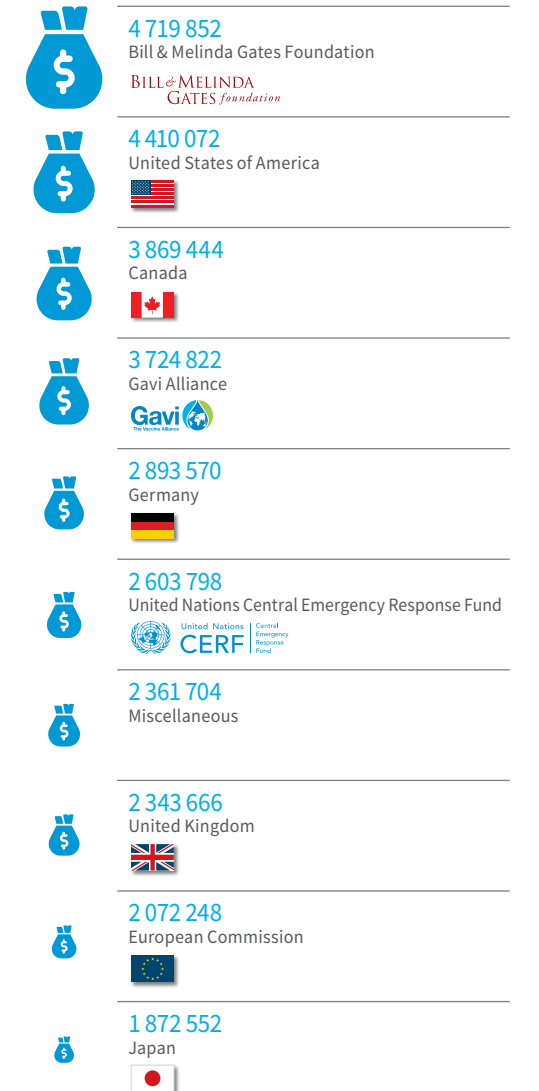 4 719 852
Bill & Melinda Gates Foundation
BILL & MELINDA
GATES foundation
$
4 410 072
United States of America
$
3 869 444
Canada
$
3 724 822
Gavi Alliance
Gavi
The Vaccine Alliance
$
2 893 570
Germany
$
2 603 798
United Nations Central Emergency Response Fund
United Nations
CERF
Central
Emergency
Response
Fund
$
2 361 704
Miscellaneous
$
2 343 666
United Kingdom
$
2 072 248
European Commission
$
1 872 552
Japan
$